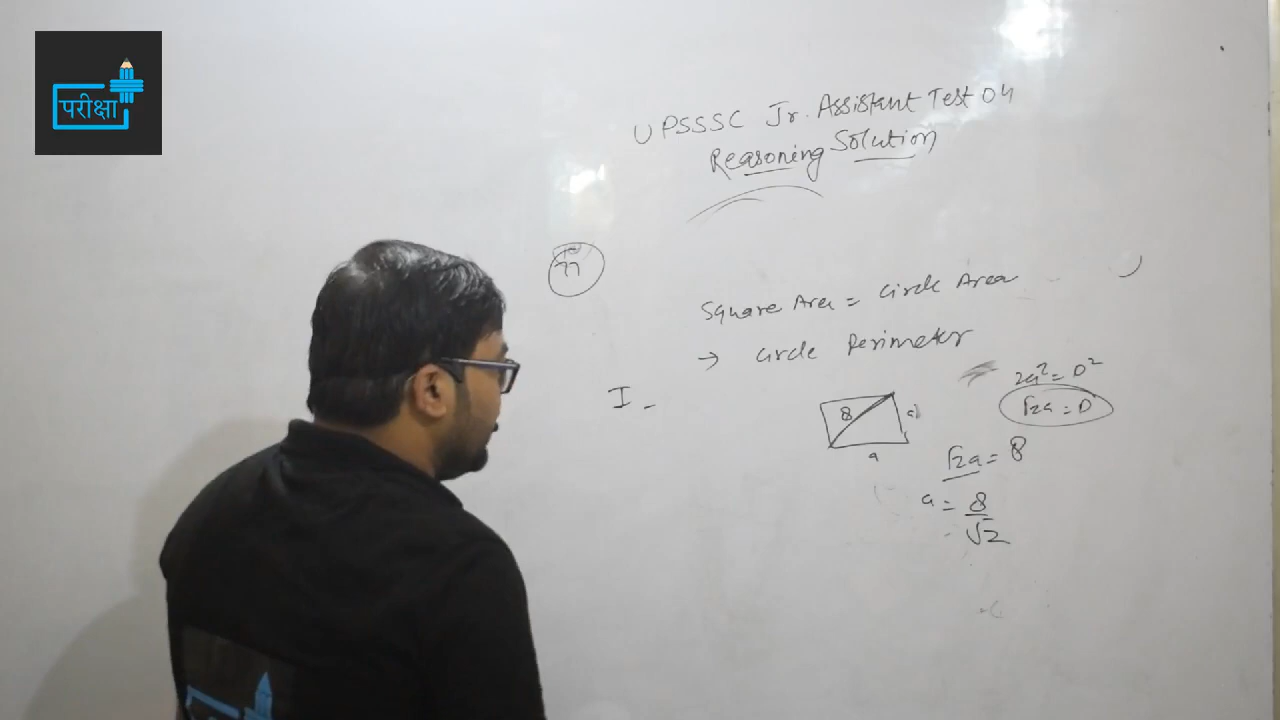 परीक्षा
UPSSSC Jr. Assistant Test 04
Reasoning Solution
77
Square Area = Circle Area
→ Circle Perimeter
I -
2a² = D²
√2a = D
8
a
a
√2a = 8
a = 8/√2